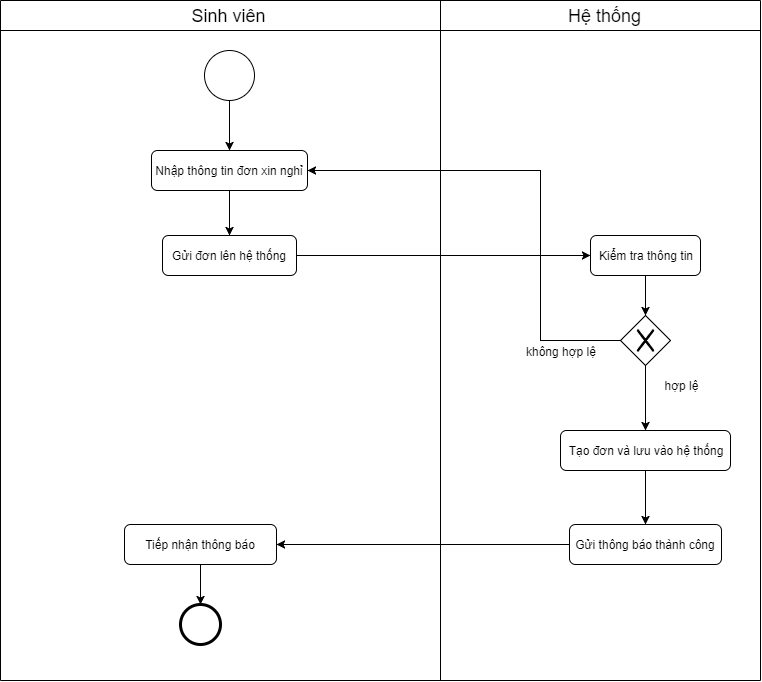 Sinh viên
Hệ thống
Nhập thông tin đơn xin nghỉ
Gửi đơn lên hệ thống
Kiểm tra thông tin
không hợp lệ
hợp lệ
Tạo đơn và lưu vào hệ thống
Tiếp nhận thông báo
Gửi thông báo thành công